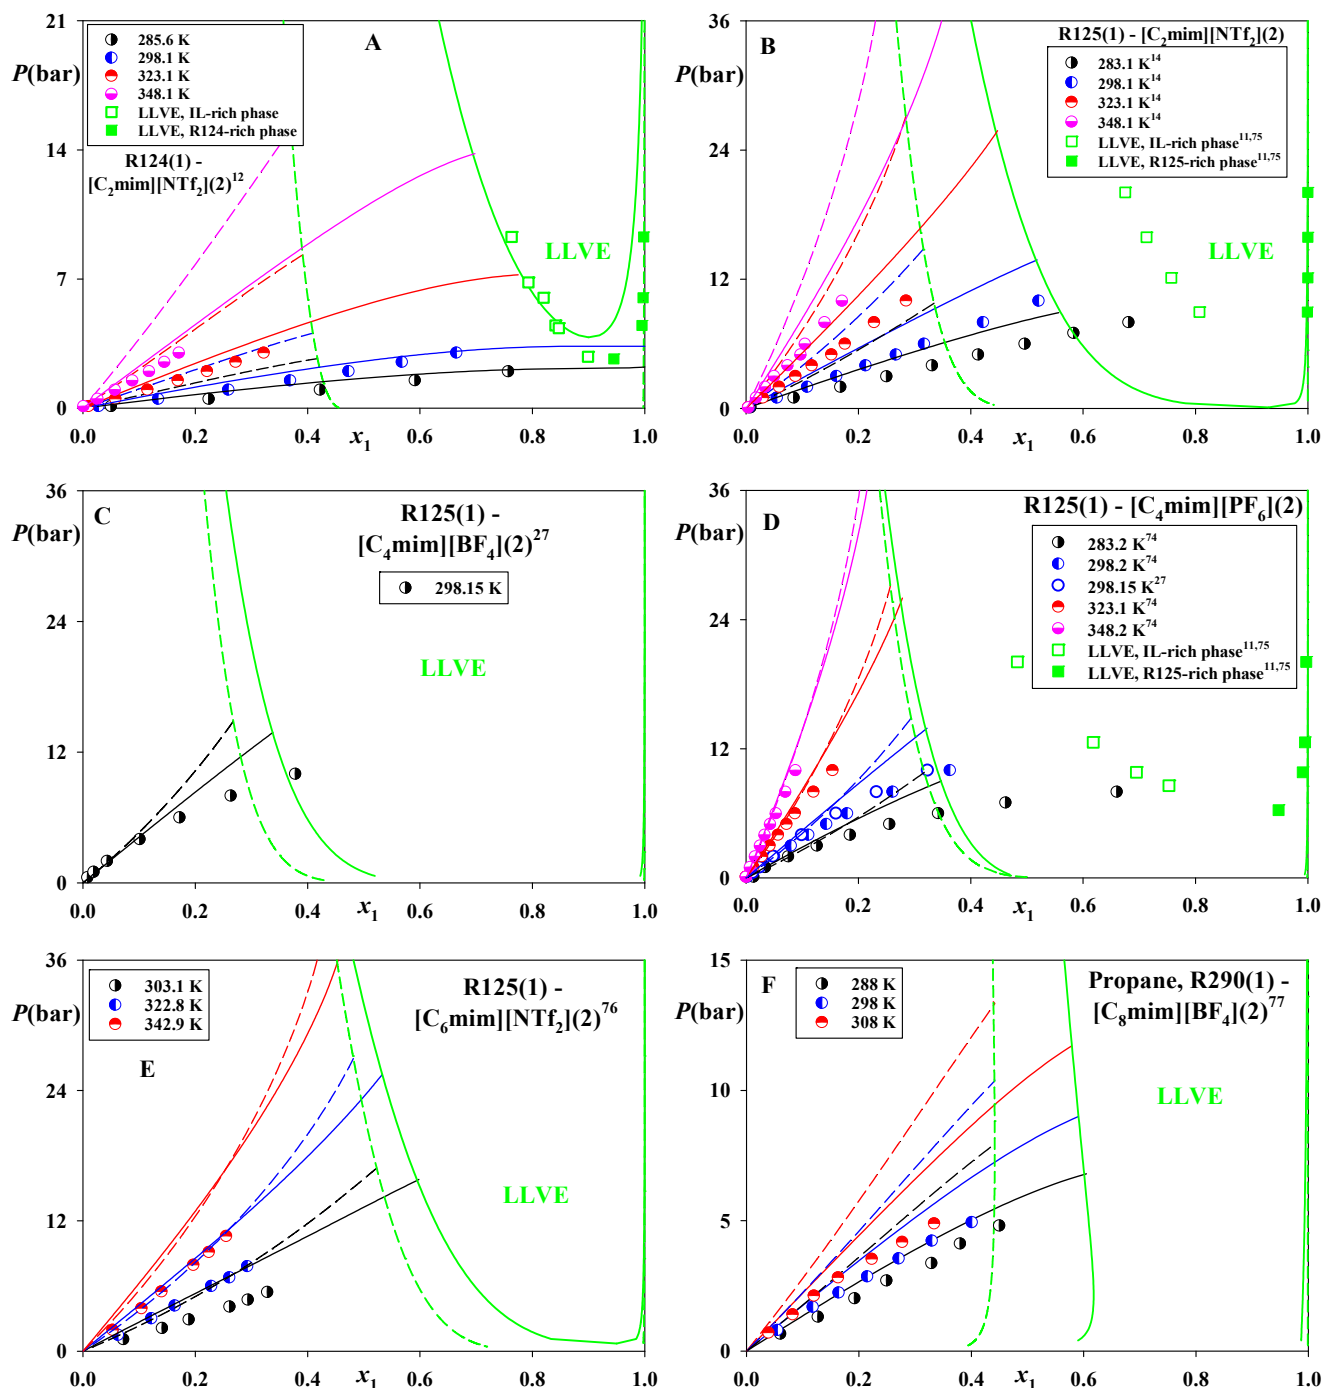 A
P(bar)
21
14
7
0
0.0 0.2 0.4 0.6 0.8 1.0
x1
285.6 K
298.1 K
323.1 K
348.1 K
LLVE, IL-rich phase
LLVE, R124-rich phase
R124(1) -
[C2mim][NTf2](2)12
LLVE
B
P(bar)
36
24
12
0
0.0 0.2 0.4 0.6 0.8 1.0
x1
R125(1) - [C2mim][NTf2](2)
283.1 K14
298.1 K14
323.1 K14
348.1 K14
LLVE, IL-rich phase11,75
LLVE, R125-rich phase11,75
LLVE
C
P(bar)
36
24
12
0
0.0 0.2 0.4 0.6 0.8 1.0
x1
R125(1) -
[C4mim][BF4](2)27
298.15 K
LLVE
D
P(bar)
36
24
12
0
0.0 0.2 0.4 0.6 0.8 1.0
x1
R125(1) - [C4mim][PF6](2)
283.2 K74
298.2 K74
298.15 K27
323.1 K74
348.2 K74
LLVE, IL-rich phase11,75
LLVE, R125-rich phase11,75
E
P(bar)
36
24
12
0
0.0 0.2 0.4 0.6 0.8 1.0
x1
303.1 K
322.8 K
342.9 K
R125(1) -
[C6mim][NTf2](2)76
LLVE
F
P(bar)
15
10
5
0
0.0 0.2 0.4 0.6 0.8 1.0
x1
288 K
298 K
308 K
Propane, R290(1) -
[C8mim][BF4](2)77
LLVE